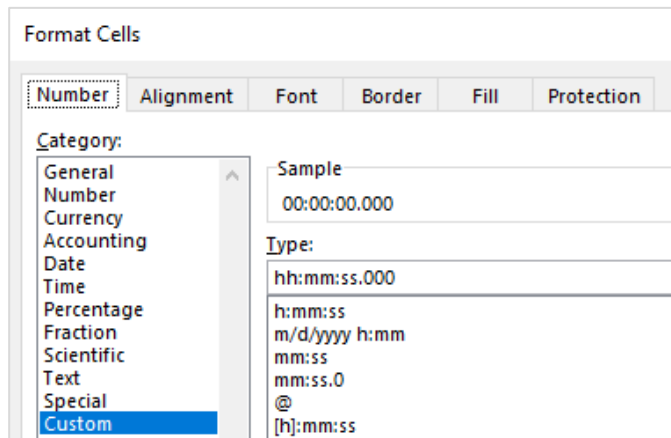 Format Cells
Number Alignment Font Border Fill Protection
Category:
General
Number
Currency
Accounting
Date
Time
Percentage
Fraction
Scientific
Text
Special
Custom
Sample
00:00:00.000
Type:
hh:mm:ss.000
h:mm:ss
m/d/yyyy h:mm
mm:ss
mm:ss.0
@
[h]:mm:ss